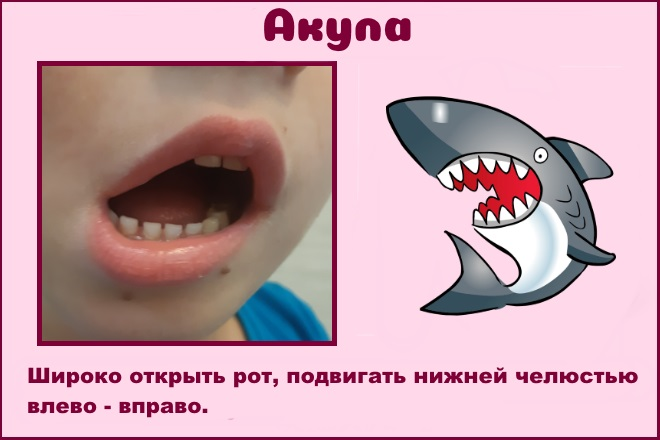 Акула
Широко открыть рот, подвигать нижней челюстью
влево - вправо.